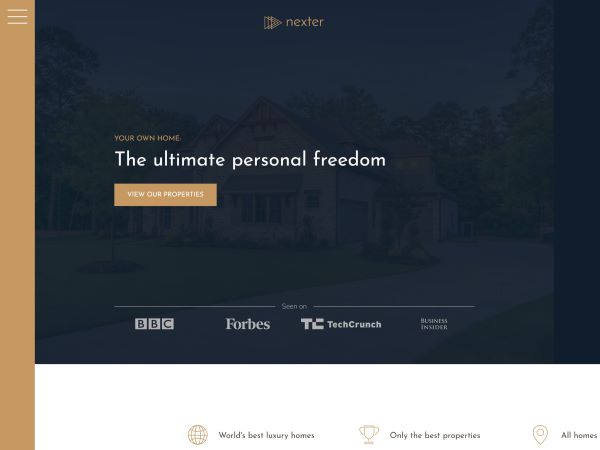 nexter
YOUR OWN HOME:
The ultimate personal freedom
VIEW OUR PROPERTIES
Seen on
BBC
Forbes
TC TechCrunch
BUSINESS
INSIDER
World's best luxury homes
Only the best properties
All homes